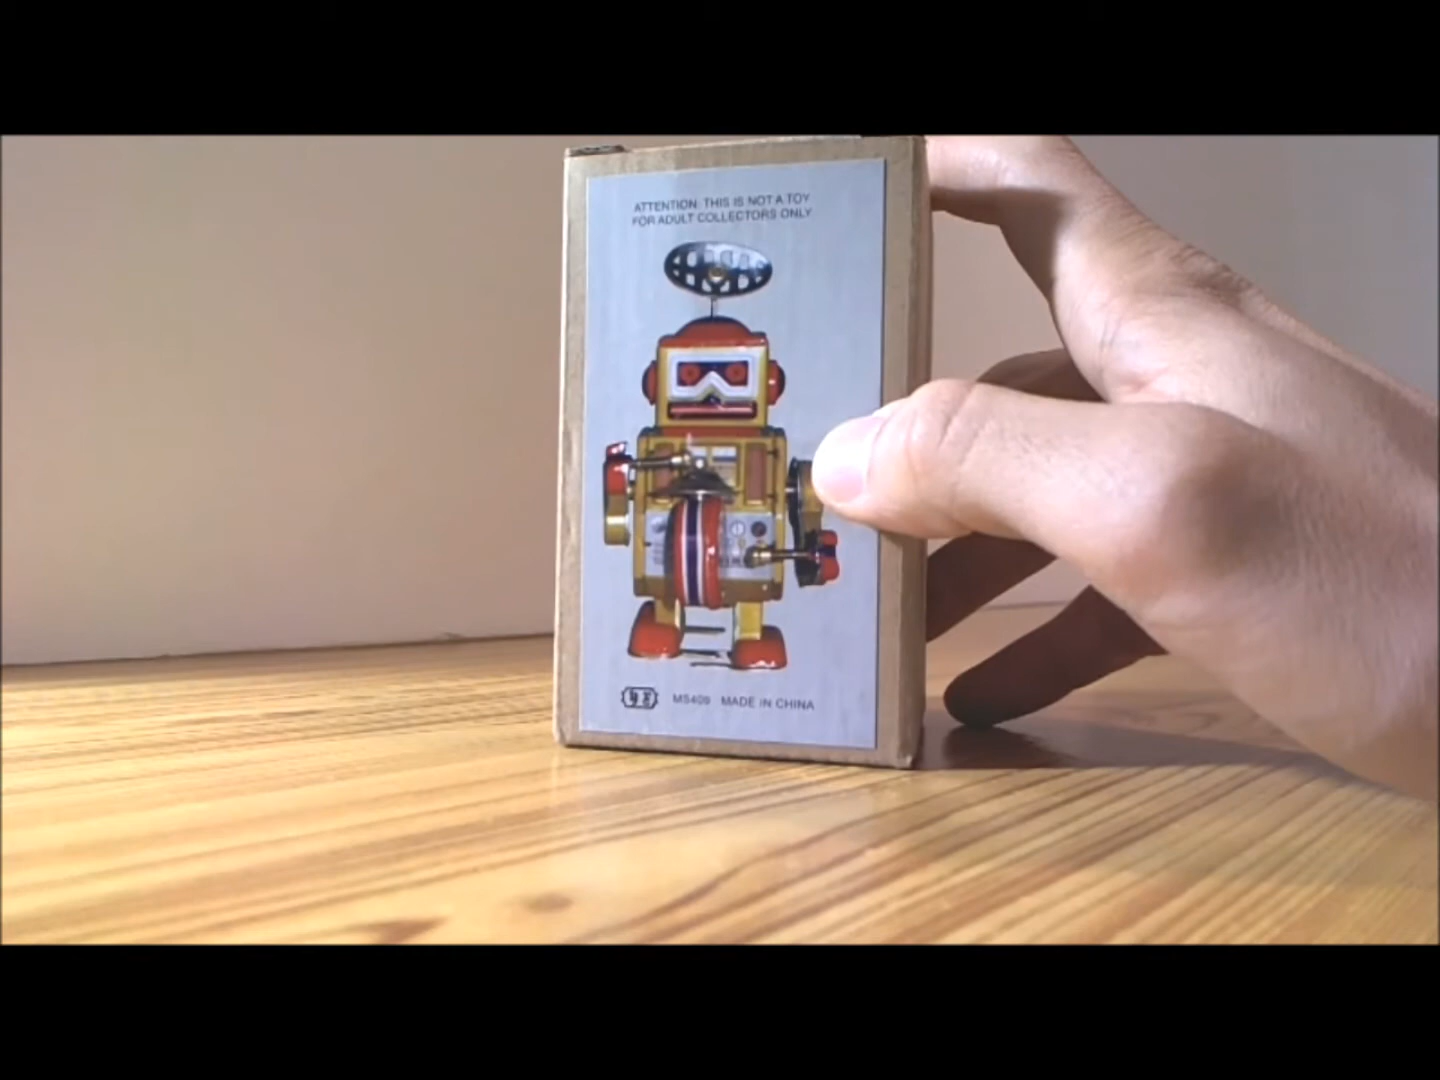 ATTENTION: THIS IS NOT A TOY
FOR ADULT COLLECTORS ONLY
MS409 MADE IN CHINA